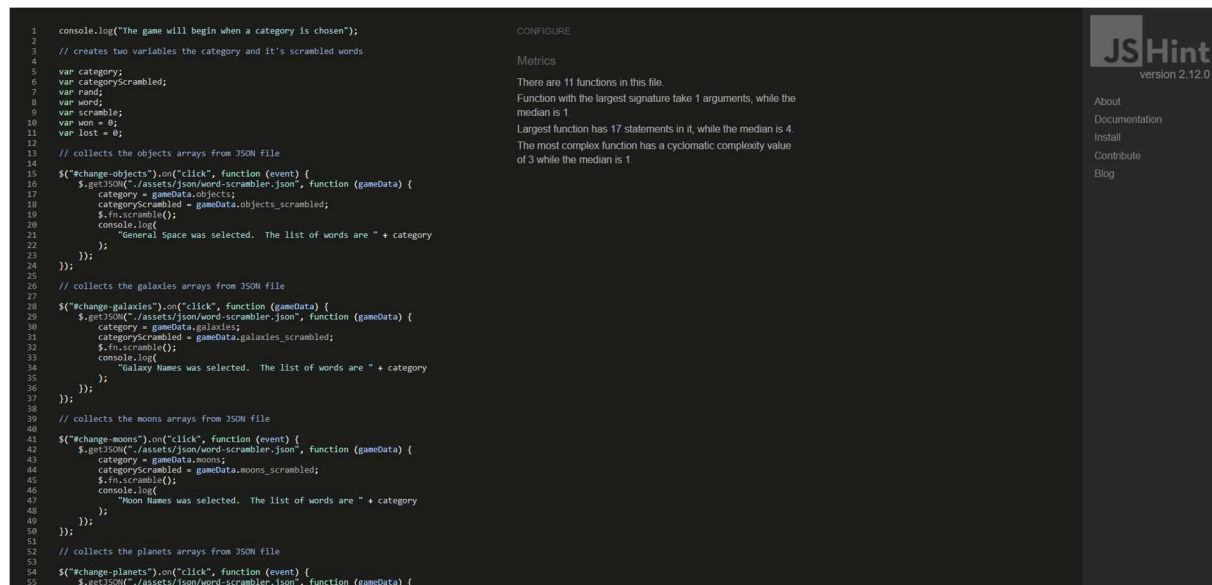 1 console.log("The game will begin when a category is chosen");
2
3 // creates two variables the category and it's scrambled words
4
5 var category;
6 var categoryScrambled;
7 var rand;
8 var word;
9 var scramble;
10 var won = 0;
11 var lost = 0;
12
13 // collects the objects arrays from JSON file
14
15 $("#change-objects").on("click", function (event) {
16 $.getJSON("./assets/json/word-scrambler.json", function (gameData) {
17 category = gameData.objects;
18 categoryScrambled = gameData.objects_scrambled;
19 $.fn.scramble();
20 console.log(
21 "General Space was selected.  The list of words are " + category
22 );
23 });
24 });
25
26 // collects the galaxies arrays from JSON file
27
28 $("#change-galaxies").on("click", function (gameData) {
29 $.getJSON("./assets/json/word-scrambler.json", function (gameData) {
30 category = gameData.galaxies;
31 categoryScrambled = gameData.galaxies_scrambled;
32 $.fn.scramble();
33 console.log(
34 "Galaxy Names was selected.  The list of words are " + category
35 );
36 });
37 });
38
39 // collects the moons arrays from JSON file
40
41 $("#change-moons").on("click", function (event) {
42 $.getJSON("./assets/json/word-scrambler.json", function (gameData) {
43 category = gameData.moons;
44 categoryScrambled = gameData.moons_scrambled;
45 $.fn.scramble();
46 console.log(
47 "Moon Names was selected.  The list of words are " + category
48 );
49 });
50 });
51
52 // collects the planets arrays from JSON file
53
54 $("#change-planets").on("click", function (event) {
55 $.getJSON("./assets/json/word-scrambler.json", function (gameData) {
CONFIGURE
Metrics
There are 11 functions in this file.
Function with the largest signature take 1 arguments, while the
median is 1.
Largest function has 17 statements in it, while the median is 4.
The most complex function has a cyclomatic complexity value
of 3 while the median is 1.
JSHint
version 2.12.0
About
Documentation
Install
Contribute
Blog